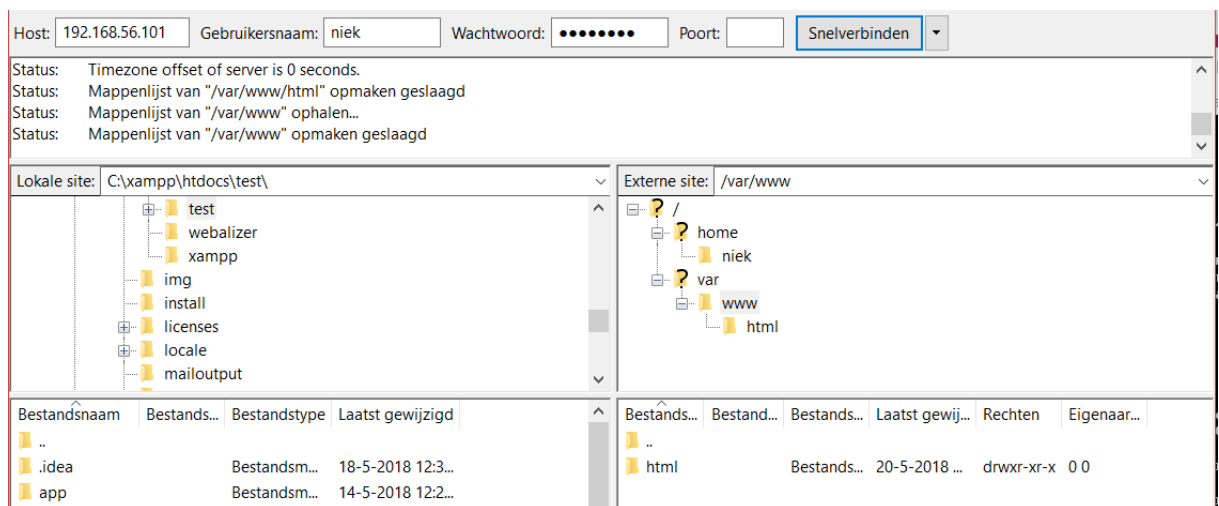 Host: 192.168.56.101 Gebruikersnaam: niek Wachtwoord: ●●●●●●●● Poort: Snelverbinden
Status: Timezone offset of server is 0 seconds.
Status: Mappenlijst van "/var/www/html" opmaken geslaagd
Status: Mappenlijst van "/var/www" ophalen...
Status: Mappenlijst van "/var/www" opmaken geslaagd
Lokale site: C:\xampp\htdocs\test\
test
webalizer
xampp
img
install
licenses
locale
mailoutput
Externe site: /var/www
/
home
niek
var
www
html
Bestandsnaam Bestands... Bestandstype Laatst gewijzigd
..
.idea Bestandsm... 18-5-2018 12:3...
app Bestandsm... 14-5-2018 12:2...
Bestands... Bestand... Bestands... Laatst gewij... Rechten Eigenaar...
..
html Bestands... 20-5-2018 ... drwxr-xr-x 0 0